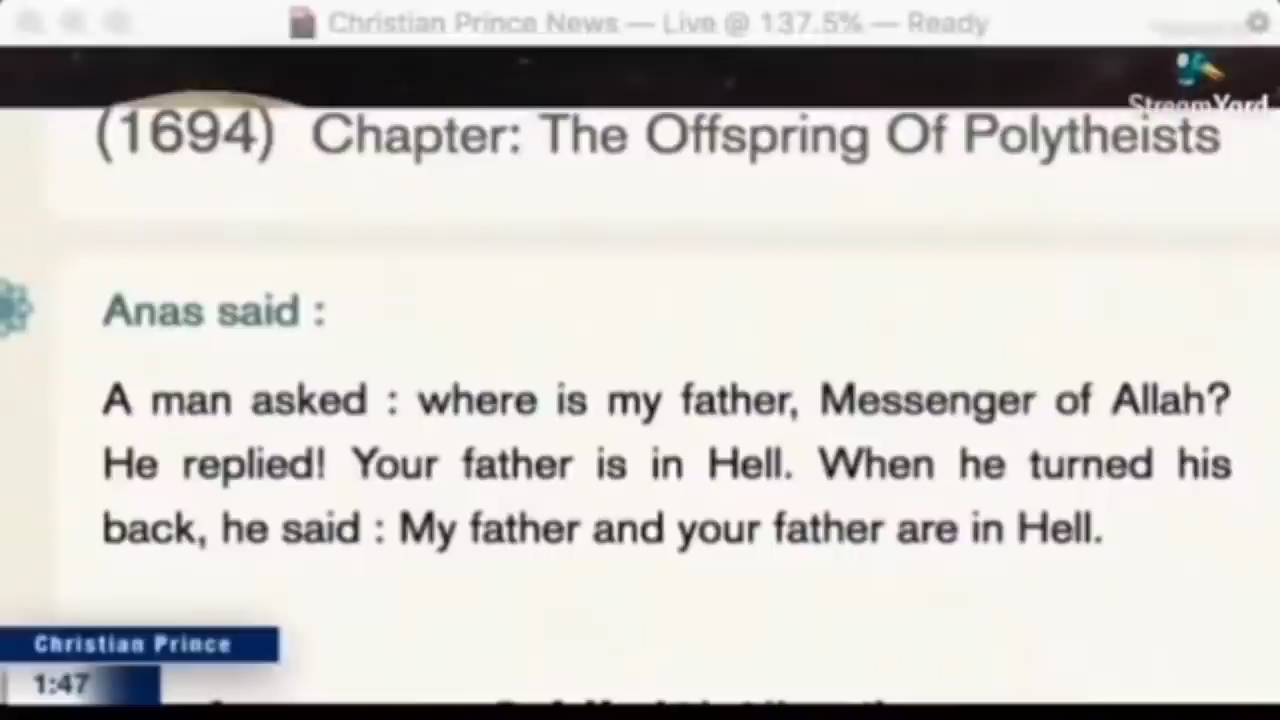 Christian Prince News — Live @ 137.5% — Ready
StreamYard
(1694) Chapter: The Offspring Of Polytheists
Anas said :
A man asked : where is my father, Messenger of Allah?
He replied! Your father is in Hell. When he turned his
back, he said : My father and your father are in Hell.
Christian Prince
1:47